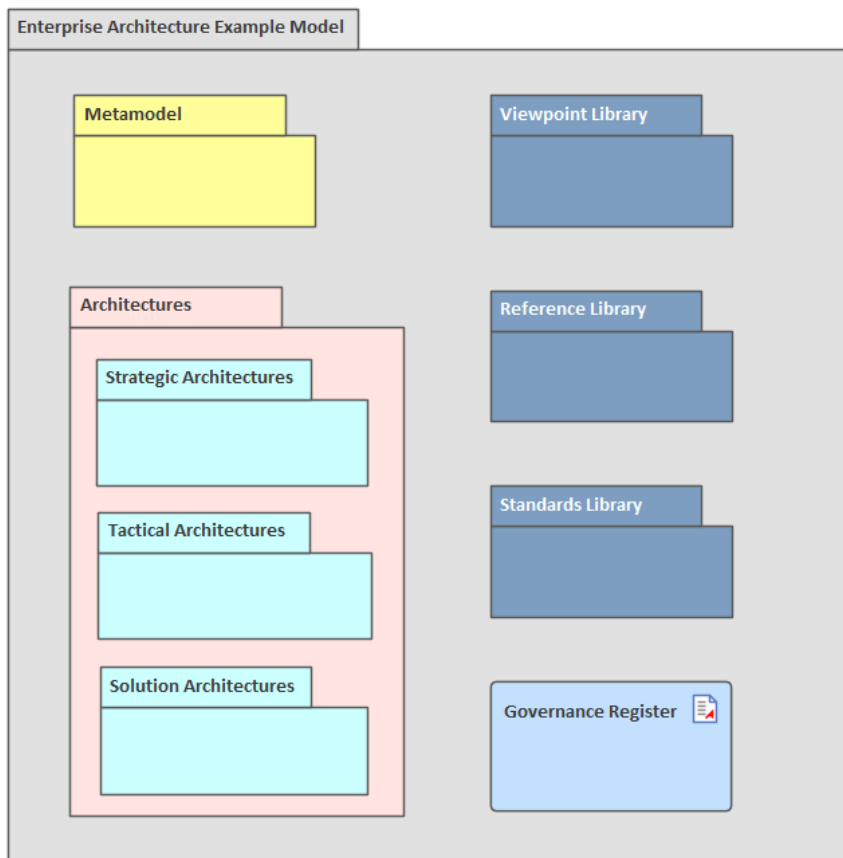 Enterprise Architecture Example Model
Metamodel
Viewpoint Library
Architectures
Reference Library
Strategic Architectures
Standards Library
Tactical Architectures
Solution Architectures
Governance Register